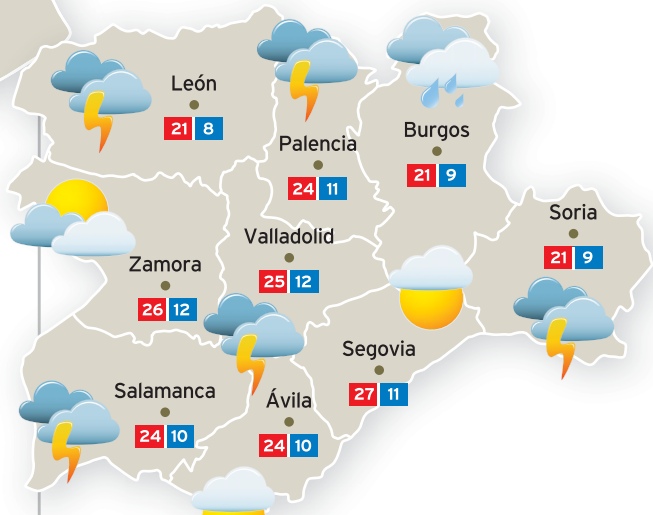 León
21 8
Palencia
24 11
Burgos
21 9
Soria
21 9
Valladolid
25 12
Zamora
26 12
Segovia
27 11
Salamanca
24 10
Ávila
24 10